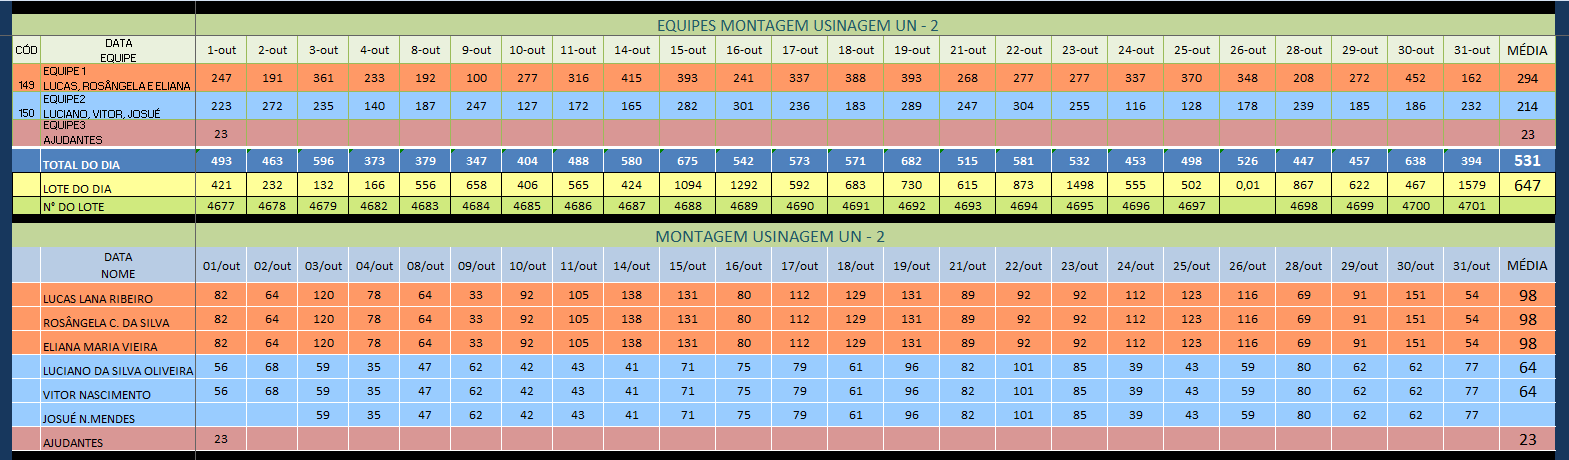 EQUIPES MONTAGEM USINAGEM UN - 2
CÓD DATA EQUIPE 1-out 2-out 3-out 4-out 8-out 9-out 10-out 11-out 14-out 15-out 16-out 17-out 18-out 19-out 21-out 22-out 23-out 24-out 25-out 26-out 28-out 29-out 30-out 31-out MÉDIA
149 EQUIPE 1 LUCAS, ROSÂNGELA E ELIANA 247 191 361 233 192 100 277 316 415 393 241 337 388 393 268 277 277 337 370 348 208 272 452 162 294
150 EQUIPE2 LUCIANO, VITOR, JOSUÉ 223 272 235 140 187 247 127 172 165 282 301 236 183 289 247 304 255 116 128 178 239 185 186 232 214
EQUIPE3 AJUDANTES 23 23
TOTAL DO DIA 493 463 596 373 379 347 404 488 580 675 542 573 571 682 515 581 532 453 498 526 447 457 638 394 531
LOTE DO DIA 421 232 132 166 556 658 406 565 424 1094 1292 592 683 730 615 873 1498 555 502 0,01 867 622 467 1579 647
N° DO LOTE 4677 4678 4679 4682 4683 4684 4685 4686 4687 4688 4689 4690 4691 4692 4693 4694 4695 4696 4697 4698 4699 4700 4701
MONTAGEM USINAGEM UN - 2
DATA NOME 01/out 02/out 03/out 04/out 08/out 09/out 10/out 11/out 14/out 15/out 16/out 17/out 18/out 19/out 21/out 22/out 23/out 24/out 25/out 26/out 28/out 29/out 30/out 31/out MÉDIA
LUCAS LANA RIBEIRO 82 64 120 78 64 33 92 105 138 131 80 112 129 131 89 92 92 112 123 116 69 91 151 54 98
ROSÂNGELA C. DA SILVA 82 64 120 78 64 33 92 105 138 131 80 112 129 131 89 92 92 112 123 116 69 91 151 54 98
ELIANA MARIA VIEIRA 82 64 120 78 64 33 92 105 138 131 80 112 129 131 89 92 92 112 123 116 69 91 151 54 98
LUCIANO DA SILVA OLIVEIRA 56 68 59 35 47 62 42 43 41 71 75 79 61 96 82 101 85 39 43 59 80 62 62 77 64
VITOR NASCIMENTO 56 68 59 35 47 62 42 43 41 71 75 79 61 96 82 101 85 39 43 59 80 62 62 77 64
JOSUÉ N.MENDES 59 35 47 62 42 43 41 71 75 79 61 96 82 101 85 39 43 59 80 62 62 77
AJUDANTES 23 23